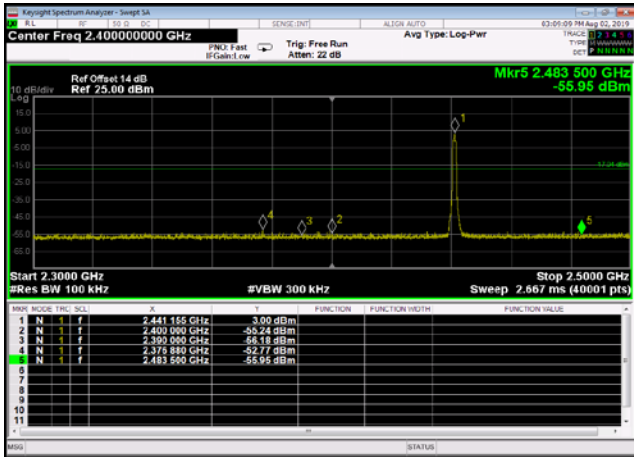 Keysight Spectrum Analyzer - Swept SA
RL RF 50 Ω DC SENSE:INT ALIGN AUTO 03:09:09 PM Aug 02, 2019
Center Freq 2.400000000 GHz
Avg Type: Log-Pwr
TRACE 1 2 3 4 5 6
PNO: Fast Trig: Free Run
TYPE
IFGain:Low Atten: 22 dB
DET P N N N N N
Mkr5 2.483 500 GHz
-55.95 dBm
Ref Offset 14 dB
10 dB/div Ref 25.00 dBm
Log
15.0
5.00
-5.00
-15.0
-17.01 dBm
-25.0
-35.0
-45.0
-55.0
-65.0
1
4
3
2
5
Start 2.3000 GHz Stop 2.5000 GHz
#Res BW 100 kHz #VBW 300 kHz Sweep 2.667 ms (40001 pts)
MKR MODE TRC SCL X Y FUNCTION FUNCTION WIDTH FUNCTION VALUE
1 N 1 f 2.441 155 GHz 3.00 dBm
2 N 1 f 2.400 000 GHz -55.24 dBm
3 N 1 f 2.390 000 GHz -56.18 dBm
4 N 1 f 2.375 880 GHz -52.77 dBm
5 N 1 f 2.483 500 GHz -55.95 dBm
6
7
8
9
10
11
MSG STATUS